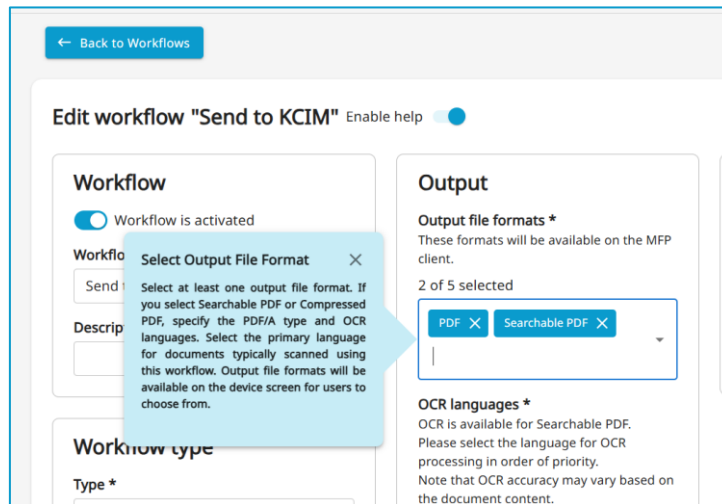 ← Back to Workflows
Edit workflow "Send to KCIM" Enable help
Workflow
Workflow is activated
Workflo
Send
Descrip
Select Output File Format
Select at least one output file format. If
you select Searchable PDF or Compressed
PDF, specify the PDF/A type and OCR
languages. Select the primary language
for documents typically scanned using
this workflow. Output file formats will be
available on the device screen for users to
choose from.
Workflow type
Type *
Output
Output file formats *
These formats will be available on the MFP
client.
2 of 5 selected
PDF Searchable PDF
OCR languages *
OCR is available for Searchable PDF.
Please select the language for OCR
processing in order of priority.
Note that OCR accuracy may vary based on
the document content.